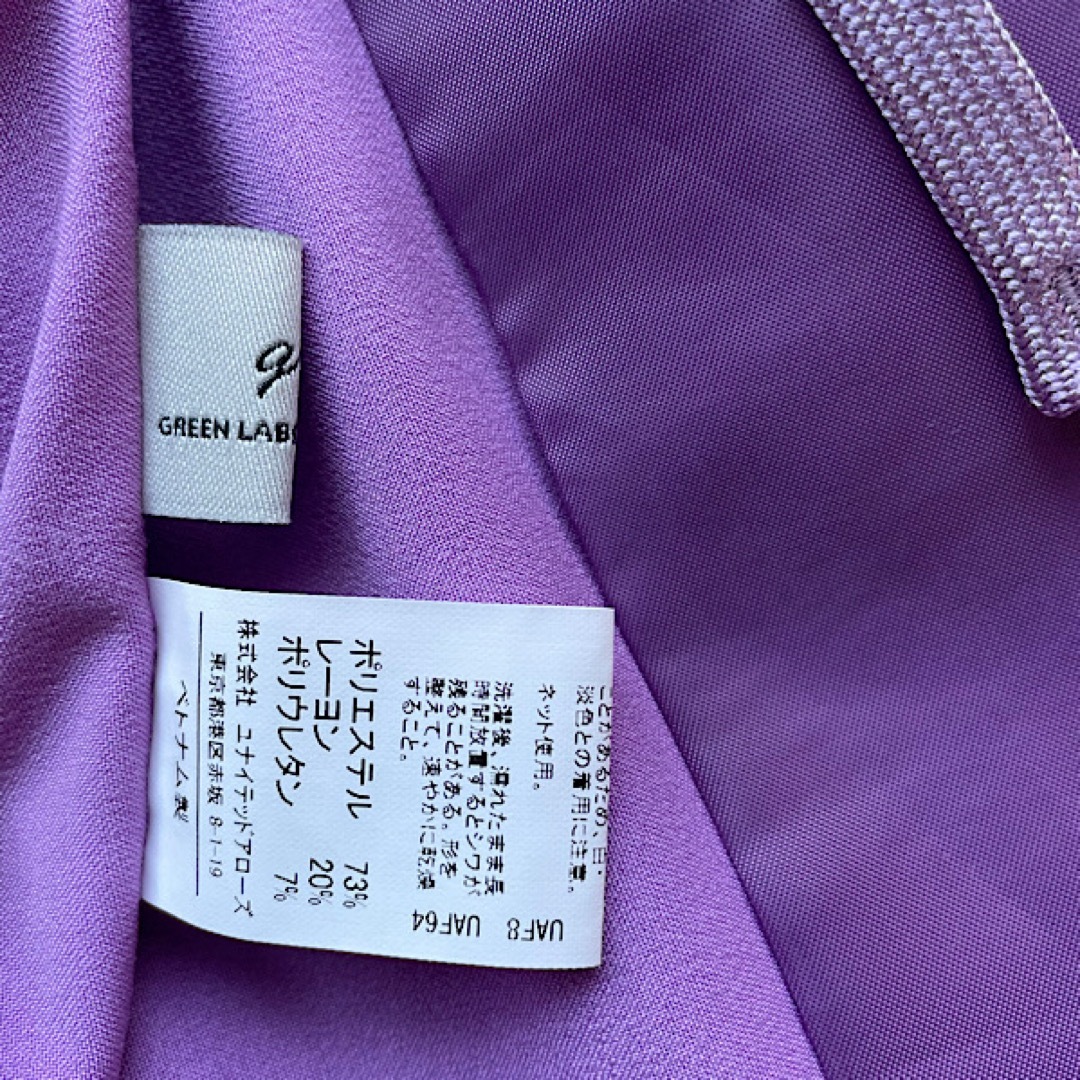 GREEN LAB
ことがあるため、白・
淡色との着用に注意。
ネット使用。
洗濯後、濡れたまま長
時間放置するとシワが
残ることがある。形を
整えて、速やかに乾燥
すること。
UAF8 UAF64
ポリエステル 73%
レーヨン 20%
ポリウレタン 7%
株式会社 ユナイテッドアローズ
東京都港区赤坂 8-1-19
ベトナム製